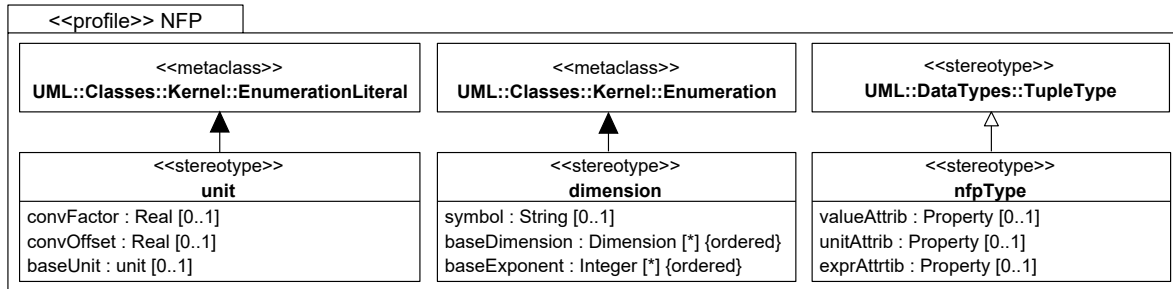 <<profile>> NFP
<<metaclass>>
UML::Classes::Kernel::EnumerationLiteral
<<stereotype>>
unit
convFactor : Real [0..1]
convOffset : Real [0..1]
baseUnit : unit [0..1]
<<metaclass>>
UML::Classes::Kernel::Enumeration
<<stereotype>>
dimension
symbol : String [0..1]
baseDimension : Dimension [*] {ordered}
baseExponent : Integer [*] {ordered}
<<stereotype>>
UML::DataTypes::TupleType
<<stereotype>>
nfpType
valueAttrib : Property [0..1]
unitAttrib : Property [0..1]
exprAttrtib : Property [0..1]